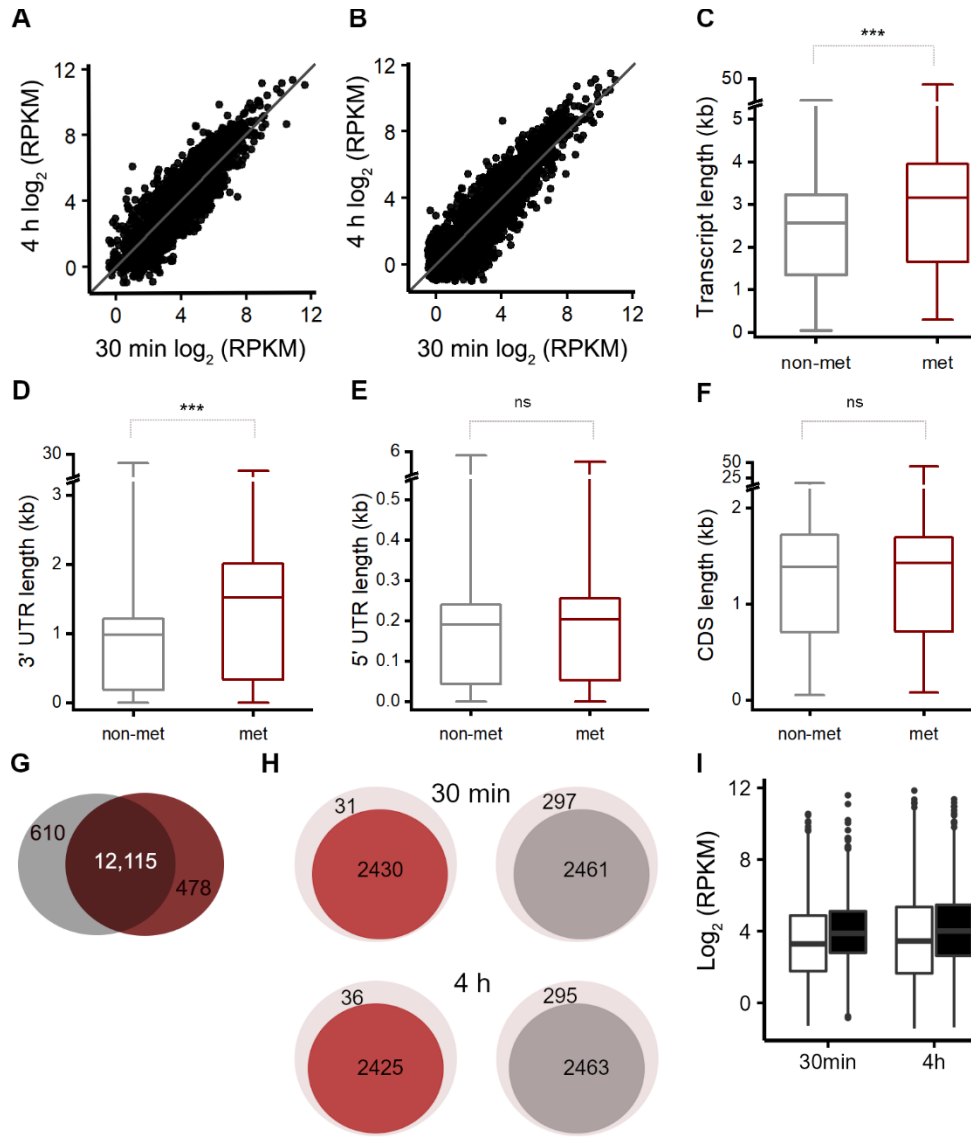 A
4 h log2 (RPKM)
12
8
4
0
0 4 8 12
30 min log2 (RPKM)
B
4 h log2 (RPKM)
12
8
4
0
0 4 8 12
30 min log2 (RPKM)
C
***
Transcript length (kb)
50
5
4
3
2
1
0
non-met met
D
***
3' UTR length (kb)
30
3
2
1
0
non-met met
E
ns
5' UTR length (kb)
6
0.5
0.4
0.3
0.2
0.1
0.0
non-met met
F
ns
CDS length (kb)
50
25
2
1
0
non-met met
G
610
12,115
478
H
30 min
31
2430
297
2461
4 h
36
2425
295
2463
I
Log2 (RPKM)
12
8
4
0
30min 4h